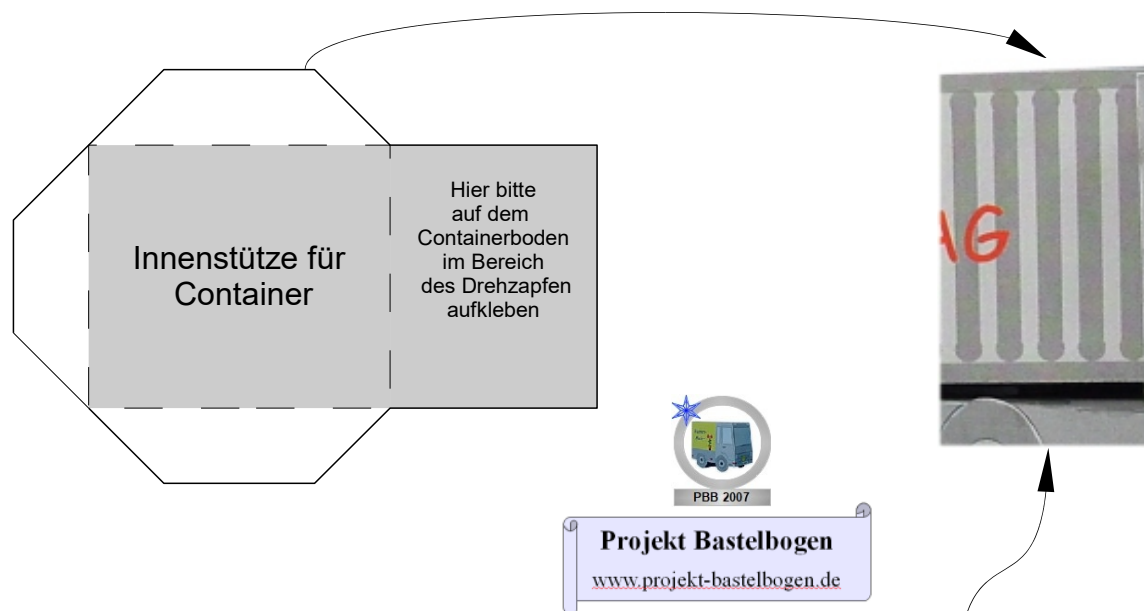 Innenstütze für
Container
Hier bitte
auf dem
Containerboden
im Bereich
des Drehzapfen
aufkleben
AG
PBB 2007
Projekt Bastelbogen
www.projekt-bastelbogen.de